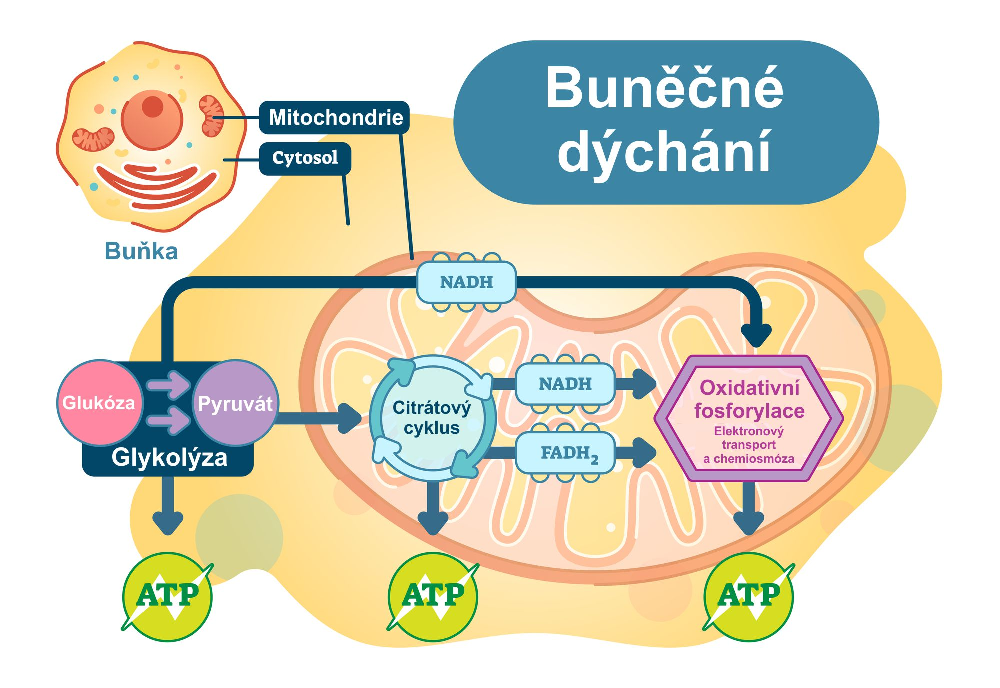 Buněčné
dýchání
Mitochondrie
Cytosol
Buňka
NADH
Glukóza
Pyruvát
Glykolýza
Citrátový
cyklus
NADH
FADH₂
Oxidativní
fosforylace
Elektronový
transport
a chemiosmóza
ATP
ATP
ATP